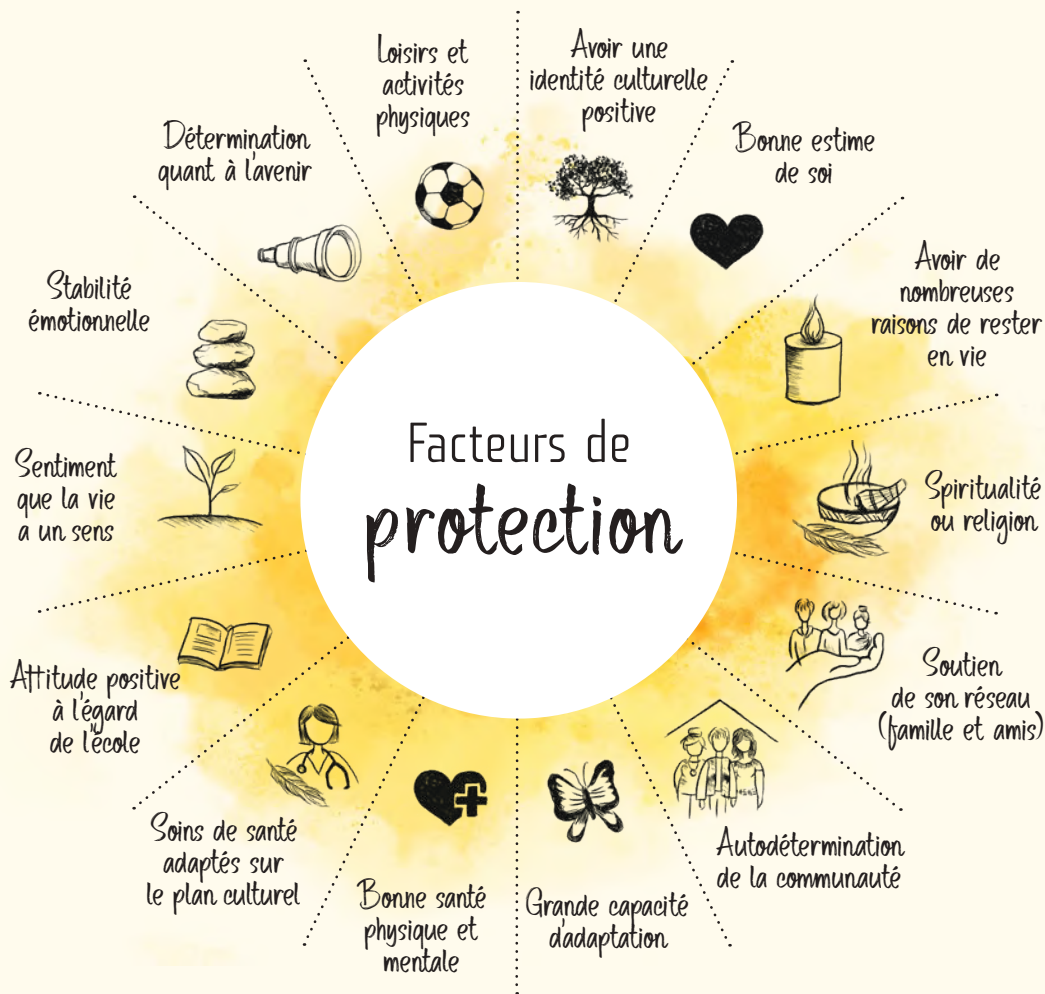 Facteurs de
protection
Avoir une
identité culturelle
positive
Bonne estime
de soi
Avoir de
nombreuses
raisons de rester
en vie
Spiritualité
ou religion
Soutien
de son réseau
(famille et amis)
Autodétermination
de la communauté
Grande capacité
d'adaptation
Bonne santé
physique et
mentale
Soins de santé
adaptés sur
le plan culturel
Attitude positive
à l'égard
de l'école
Sentiment
que la vie
a un sens
Stabilité
émotionnelle
Détermination
quant à l'avenir
Loisirs et
activités
physiques